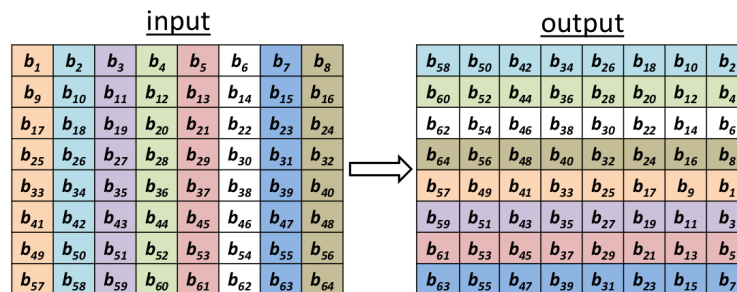 input output
b1 b2 b3 b4 b5 b6 b7 b8 b58 b50 b42 b34 b26 b18 b10 b2
b9 b10 b11 b12 b13 b14 b15 b16 b60 b52 b44 b36 b28 b20 b12 b4
b17 b18 b19 b20 b21 b22 b23 b24 b62 b54 b46 b38 b30 b22 b14 b6
b25 b26 b27 b28 b29 b30 b31 b32 b64 b56 b48 b40 b32 b24 b16 b8
b33 b34 b35 b36 b37 b38 b39 b40 b57 b49 b41 b33 b25 b17 b9 b1
b41 b42 b43 b44 b45 b46 b47 b48 b59 b51 b43 b35 b27 b19 b11 b3
b49 b50 b51 b52 b53 b54 b55 b56 b61 b53 b45 b37 b29 b21 b13 b5
b57 b58 b59 b60 b61 b62 b63 b64 b63 b55 b47 b39 b31 b23 b15 b7